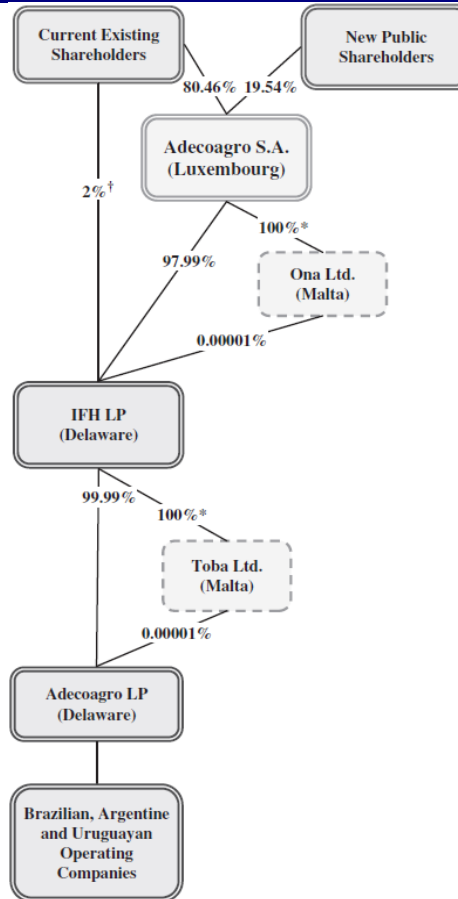 Current Existing
Shareholders
New Public
Shareholders
80.46%
19.54%
Adecoagro S.A.
(Luxembourg)
2%†
100%*
97.99%
Ona Ltd.
(Malta)
0.00001%
IFH LP
(Delaware)
99.99%
100%*
Toba Ltd.
(Malta)
0.00001%
Adecoagro LP
(Delaware)
Brazilian, Argentine
and Uruguayan
Operating
Companies